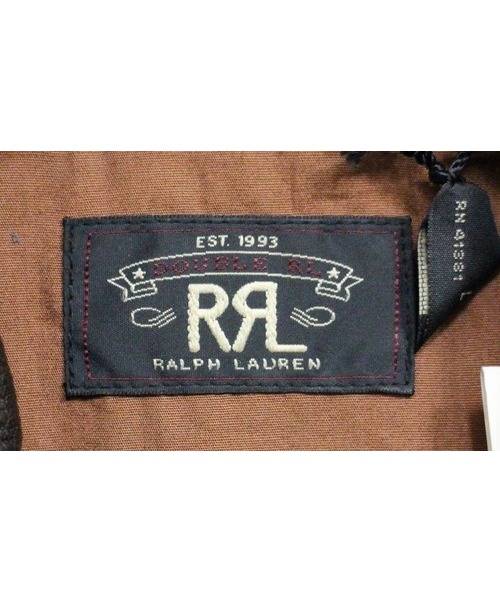 EST. 1993
DOUBLE RL
RRL
RALPH LAUREN
RN 41381 L